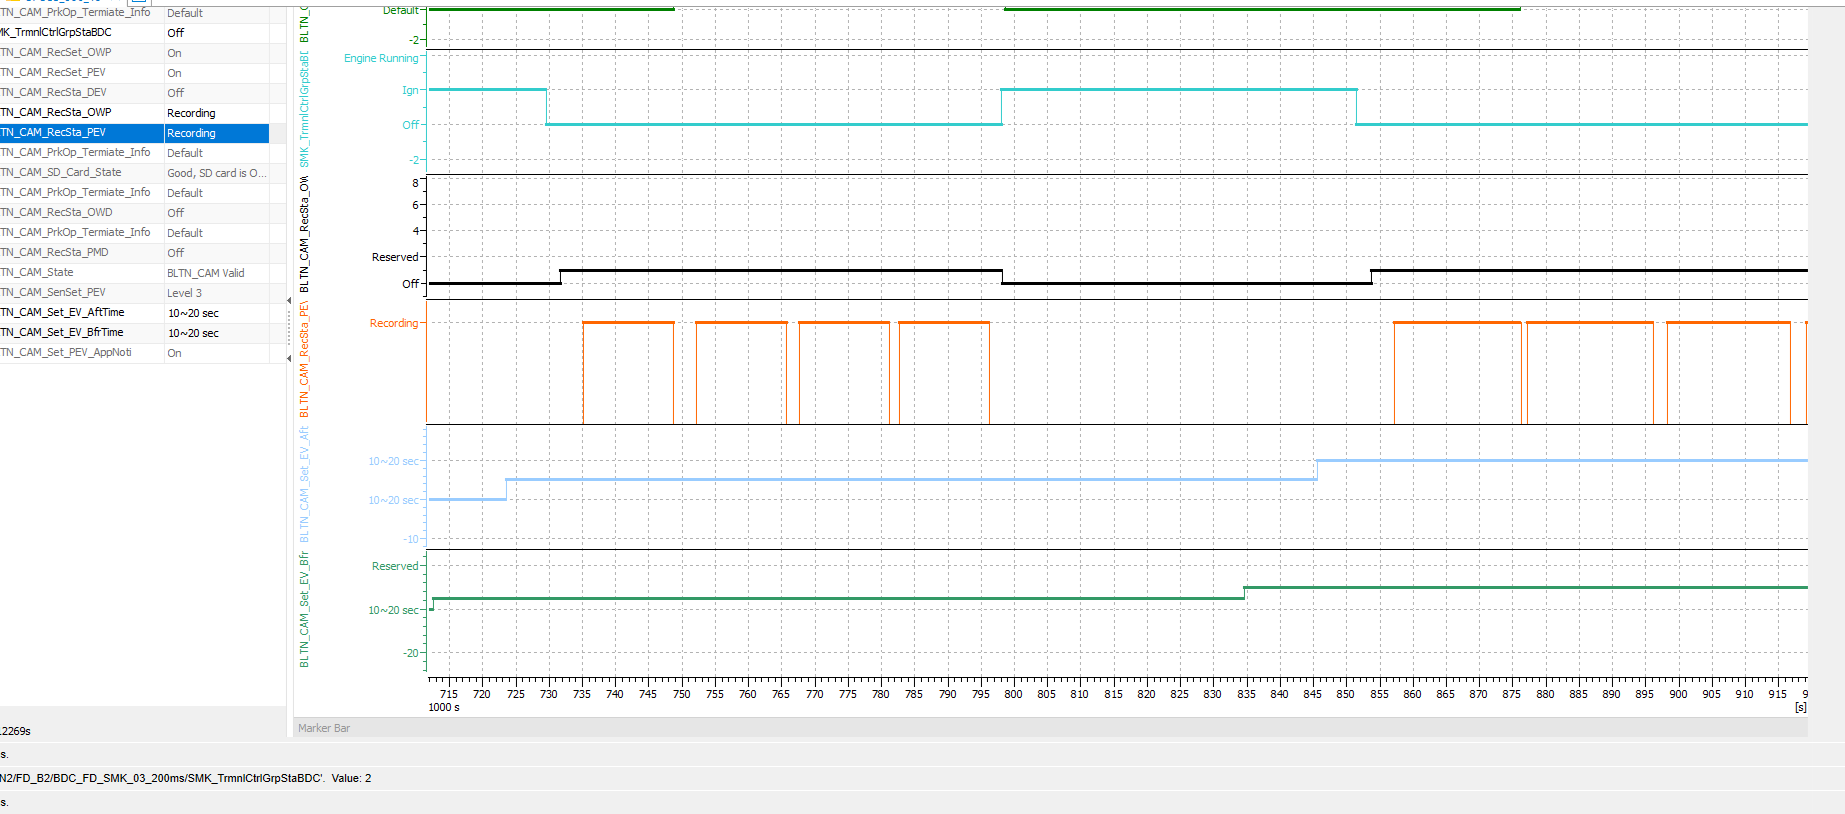 TN_CAM_PrkOp_Termiate_Info Default
MK_TrmnlCtrlGrpStaBDC Off
TN_CAM_RecSet_OWP On
TN_CAM_RecSet_PEV On
TN_CAM_RecSta_DEV Off
TN_CAM_RecSta_OWP Recording
TN_CAM_RecSta_PEV Recording
TN_CAM_PrkOp_Termiate_Info Default
TN_CAM_SD_Card_State Good, SD card is O...
TN_CAM_PrkOp_Termiate_Info Default
TN_CAM_RecSta_OWD Off
TN_CAM_PrkOp_Termiate_Info Default
TN_CAM_RecSta_PMD Off
TN_CAM_State BLTN_CAM Valid
TN_CAM_SenSet_PEV Level 3
TN_CAM_Set_EV_AftTime 10~20 sec
TN_CAM_Set_EV_BfrTime 10~20 sec
TN_CAM_Set_PEV_AppNoti On
BLTN_C
Default
-2
SMK_TrmnlCtrlGrpStaBD
Engine Running
Ign
Off
-2
BLTN_CAM_RecSta_OW
8
6
4
Reserved
Off
BLTN_CAM_RecSta_PEV
Recording
BLTN_CAM_Set_EV_Aft
10~20 sec
10~20 sec
-10
BLTN_CAM_Set_EV_Bfr
Reserved
10~20 sec
-20
715 720 725 730 735 740 745 750 755 760 765 770 775 780 785 790 795 800 805 810 815 820 825 830 835 840 845 850 855 860 865 870 875 880 885 890 895 900 905 910 915 9
1000 s [s]
Marker Bar
.2269s
s.
N2/FD_B2/BDC_FD_SMK_03_200ms/SMK_TrmnlCtrlGrpStaBDC'. Value: 2
s.